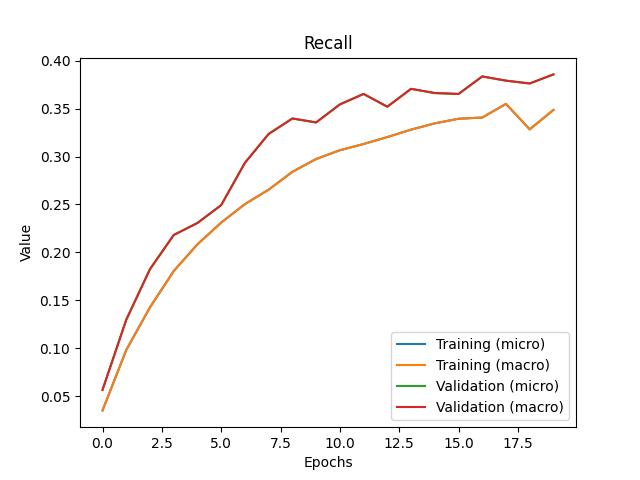 Recall
Value
0.40
0.35
0.30
0.25
0.20
0.15
0.10
0.05
Training (micro)
Training (macro)
Validation (micro)
Validation (macro)
0.0 2.5 5.0 7.5 10.0 12.5 15.0 17.5
Epochs